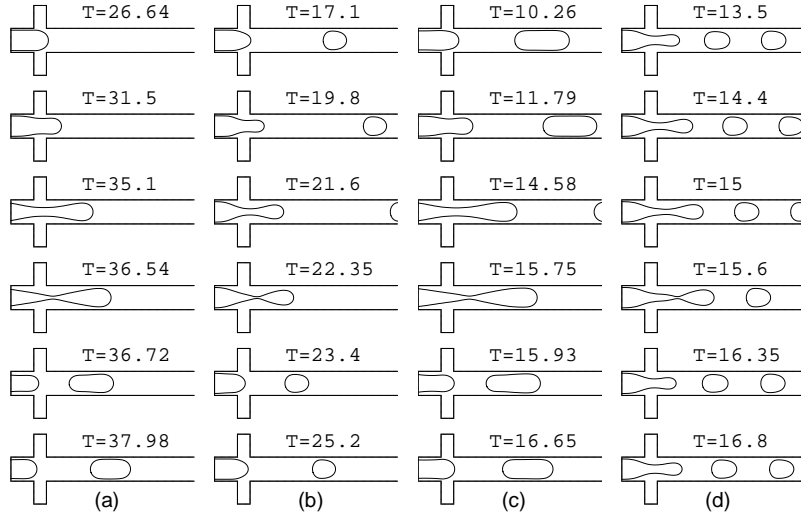 T=26.64 T=17.1 T=10.26 T=13.5
T=31.5 T=19.8 T=11.79 T=14.4
T=35.1 T=21.6 T=14.58 T=15
T=36.54 T=22.35 T=15.75 T=15.6
T=36.72 T=23.4 T=15.93 T=16.35
T=37.98 T=25.2 T=16.65 T=16.8
(a) (b) (c) (d)